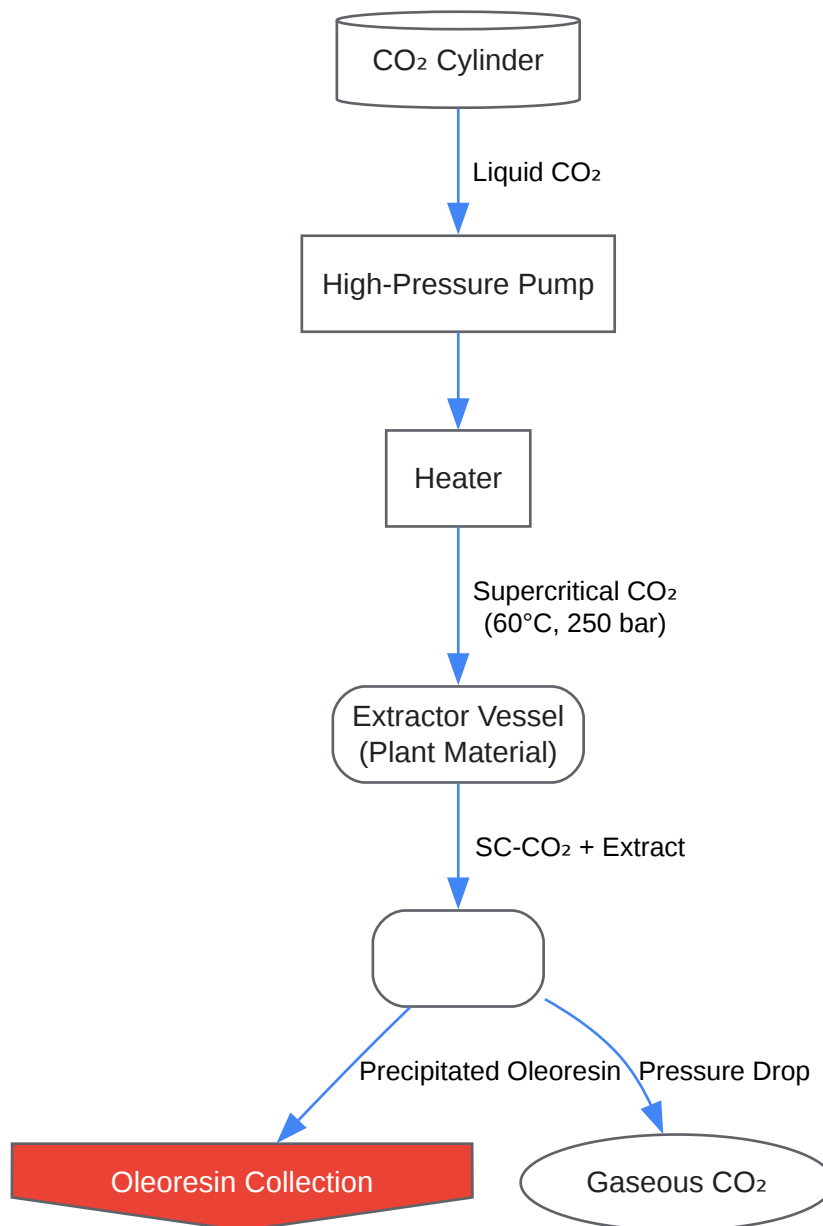 CO₂ Cylinder
Liquid CO₂
High-Pressure Pump
Heater
Supercritical CO₂
(60°C, 250 bar)
Extractor Vessel
(Plant Material)
SC-CO₂ + Extract
Precipitated Oleoresin
Pressure Drop
Oleoresin Collection
Gaseous CO₂